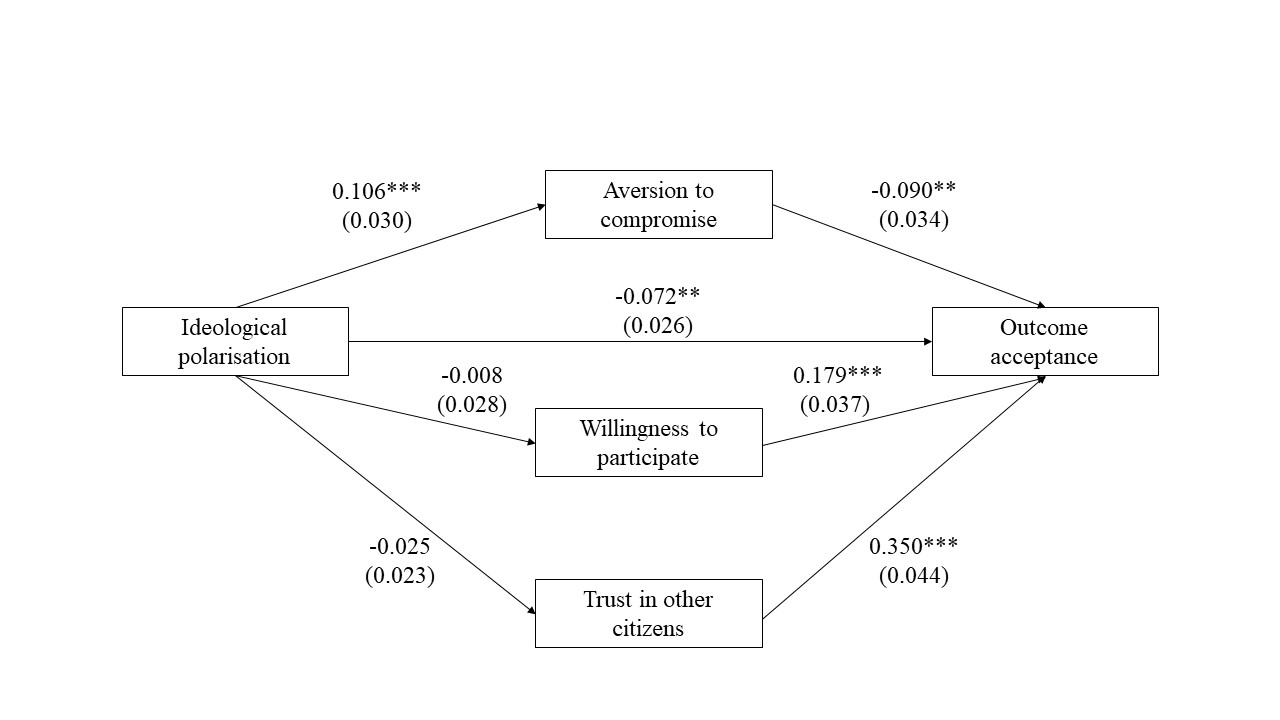 0.106***
(0.030)
Aversion to
compromise
-0.090**
(0.034)
Ideological
polarisation
-0.072**
(0.026)
Outcome
acceptance
-0.008
(0.028)
Willingness to
participate
0.179***
(0.037)
-0.025
(0.023)
Trust in other
citizens
0.350***
(0.044)